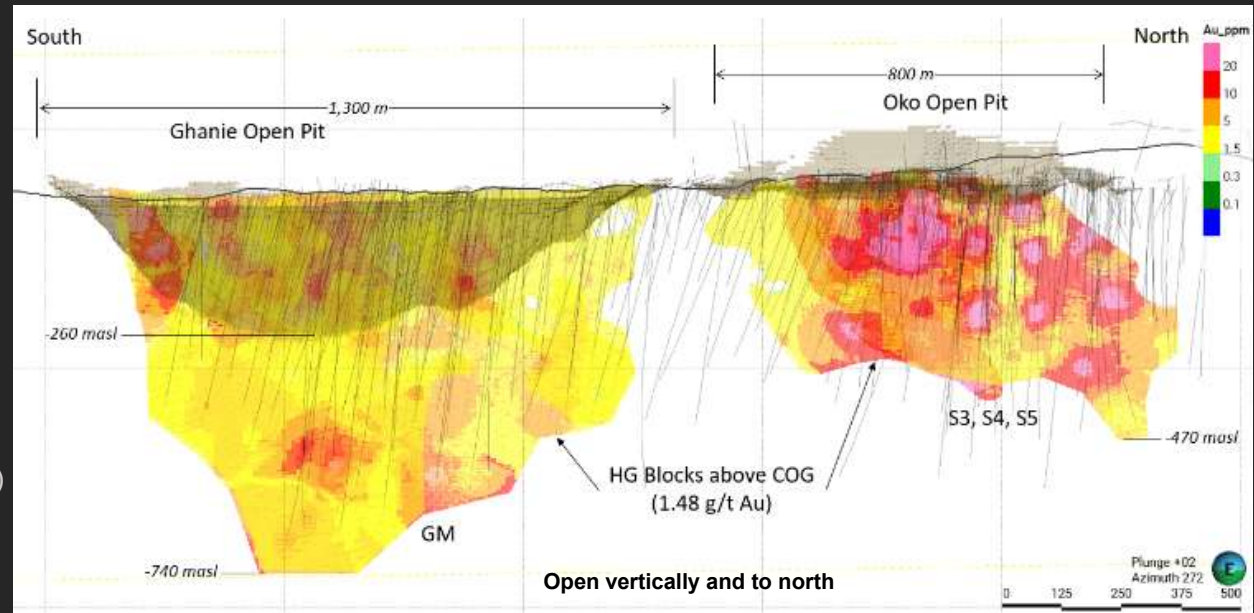 South
North
Au_ppm
20
10
5
1.5
0.3
0.1
1,300 m
800 m
Ghanie Open Pit
Oko Open Pit
-260 masl
S3, S4, S5
-470 masl
HG Blocks above COG
(1.48 g/t Au)
GM
-740 masl
Open vertically and to north
Plunge +02
Azimuth 272
E
0 125 250 375 500